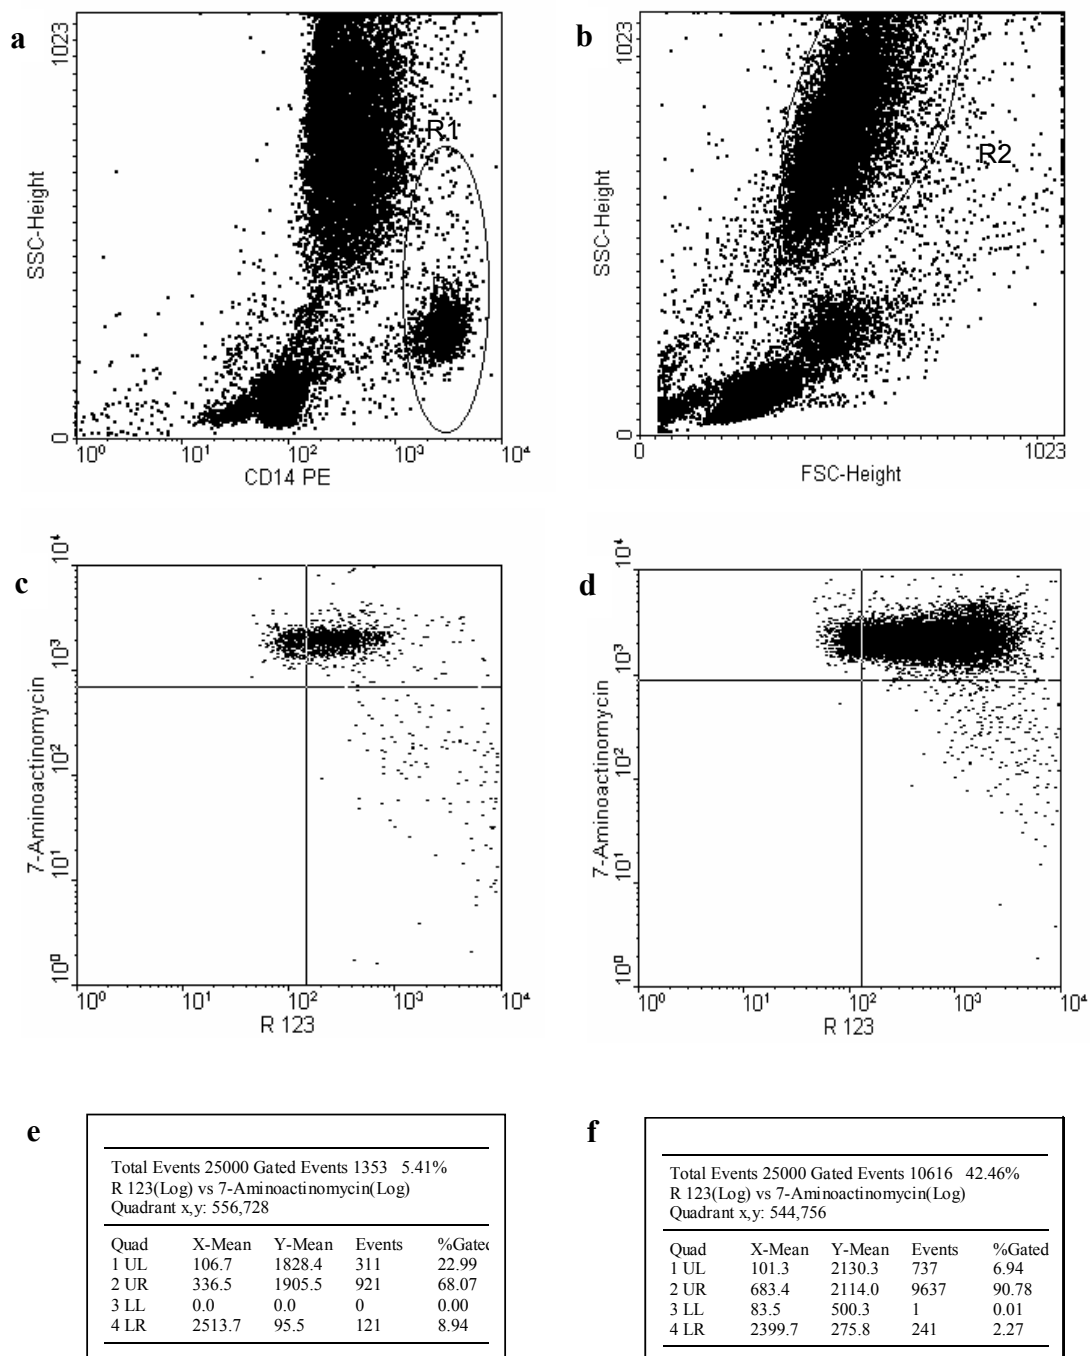 a
1023
SSC-Height
0
R1
10⁰ 10¹ 10² 10³ 10⁴
CD14 PE
b
1023
SSC-Height
0
R2
0 1023
FSC-Height
c
10⁴
10³
10²
10¹
10⁰
7-Aminoactinomycin
10⁰ 10¹ 10² 10³ 10⁴
R 123
d
10⁴
10³
10²
10¹
10⁰
7-Aminoactinomycin
10⁰ 10¹ 10² 10³ 10⁴
R 123
e
Total Events 25000 Gated Events 1353 5.41%
R 123(Log) vs 7-Aminoactinomycin(Log)
Quadrant x,y: 556,728
Quad X-Mean Y-Mean Events %Gated
1 UL 106.7 1828.4 311 22.99
2 UR 336.5 1905.5 921 68.07
3 LL 0.0 0.0 0 0.00
4 LR 2513.7 95.5 121 8.94
f
Total Events 25000 Gated Events 10616 42.46%
R 123(Log) vs 7-Aminoactinomycin(Log)
Quadrant x,y: 544,756
Quad X-Mean Y-Mean Events %Gated
1 UL 101.3 2130.3 737 6.94
2 UR 683.4 2114.0 9637 90.78
3 LL 83.5 500.3 1 0.01
4 LR 2399.7 275.8 241 2.27